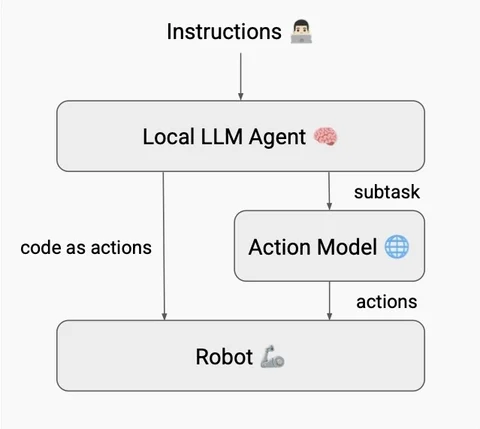 Instructions 👨🏻‍💻
Local LLM Agent 🧠
subtask
code as actions
Action Model 🌐
actions
Robot 🦾